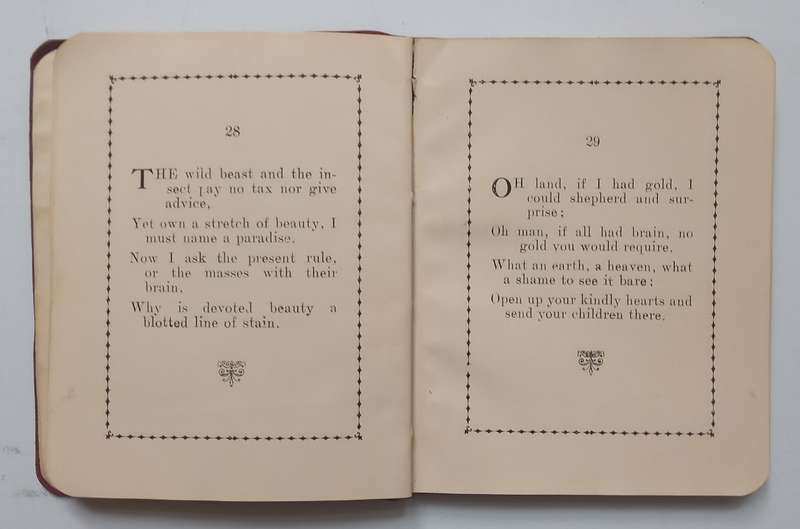 28
THE wild beast and the in-
sect pay no tax nor give
advice,
Yet own a stretch of beauty, I
must name a paradise.
Now I ask the present rule,
or the masses with their
brain,
Why is devoted beauty a
blotted line of stain.
29
OH land, if I had gold, I
could shepherd and sur-
prise;
Oh man, if all had brain, no
gold you would require.
What an earth, a heaven, what
a shame to see it bare;
Open up your kindly hearts and
send your children there.